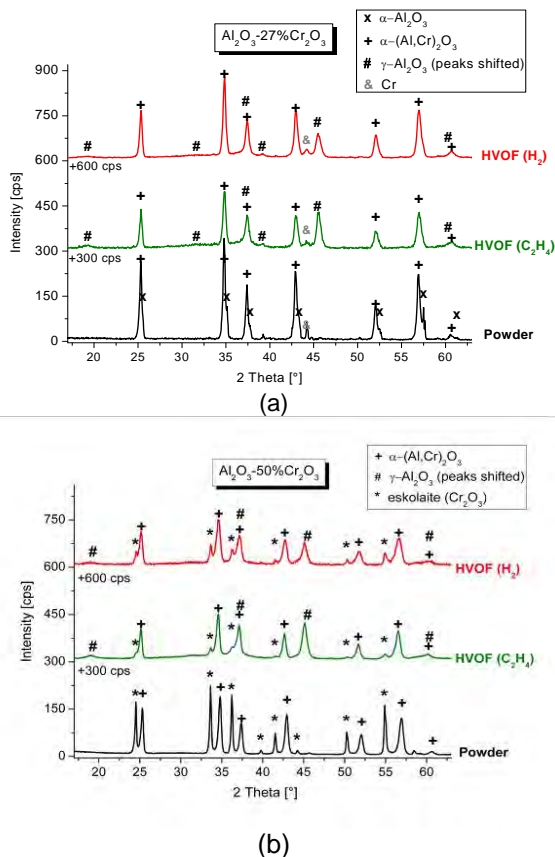 x α-Al₂O₃
Al₂O₃-27%Cr₂O₃
+ α-(Al,Cr)₂O₃
# γ-Al₂O₃ (peaks shifted)
& Cr
900
750
600
450
300
150
0
Intensity [cps]
+ + # + + & # + + # +
# # #
HVOF (H₂)
+600 cps
+ + # + + & # + + # +
# # #
HVOF (C₂H₄)
+300 cps
+ x + x + x + x & + x + x + x
Powder
20 25 30 35 40 45 50 55 60
2 Theta [°]
(a)
+ α-(Al,Cr)₂O₃
Al₂O₃-50%Cr₂O₃
# γ-Al₂O₃ (peaks shifted)
* eskolaite (Cr₂O₃)
750
600
450
300
150
0
Intensity [cps]
# * + * + * # + * + # * + * + # +
HVOF (H₂)
+600 cps
# * + * + * # + * + # * + * + # +
HVOF (C₂H₄)
+300 cps
* + * + * + * * + * * + * + +
Powder
20 25 30 35 40 45 50 55 60
2 Theta [°]
(b)